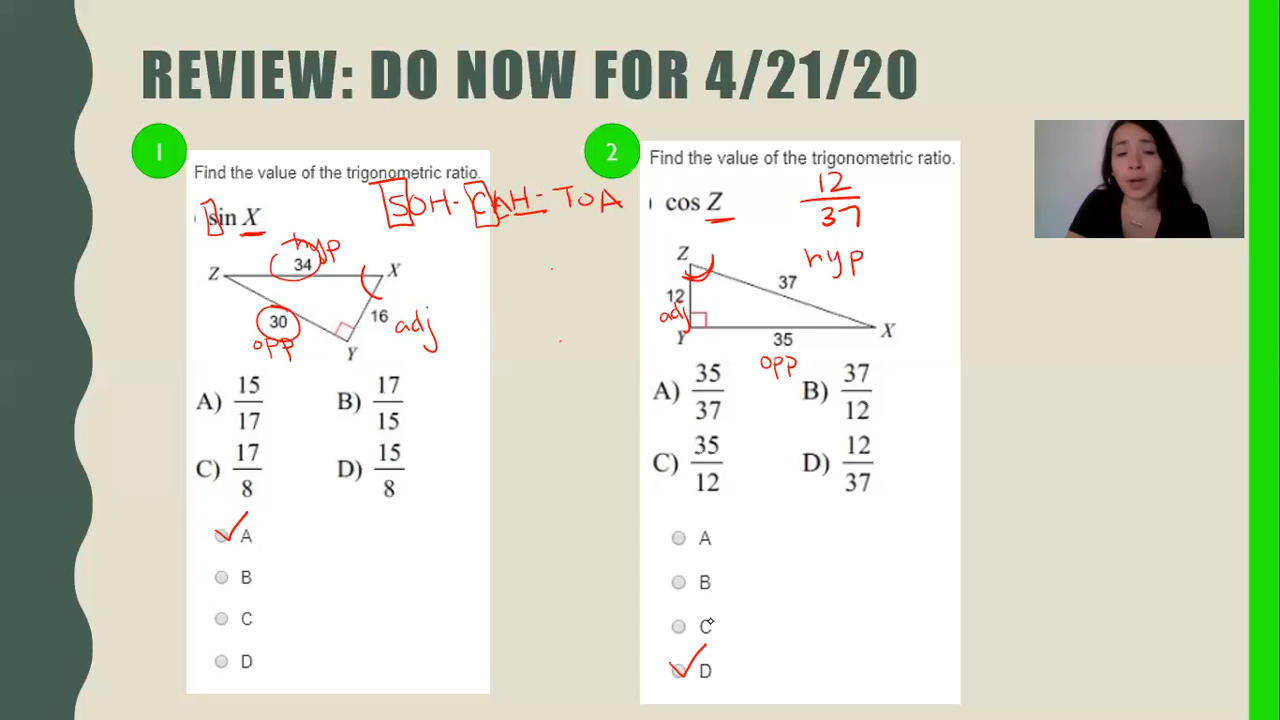 REVIEW: DO NOW FOR 4/21/20
1
Find the value of the trigonometric ratio.
sin X
SOH-CAH-TOA
hyp
34
Z
X
30
opp
16
adj
Y
A) 15/17
B) 17/15
C) 17/8
D) 15/8
A
B
C
D
2
Find the value of the trigonometric ratio.
) cos Z
12/37
hyp
Z
37
12
adj
Y
X
35
opp
A) 35/37
B) 37/12
C) 35/12
D) 12/37
A
B
C
D